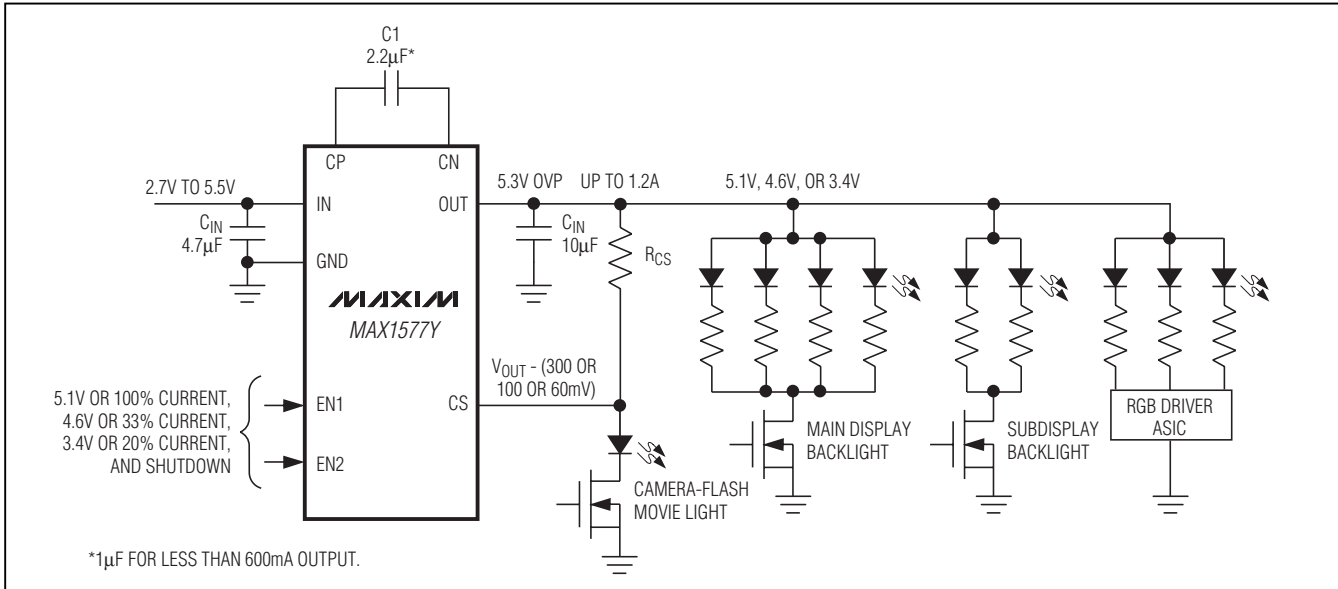 C1
2.2µF*
CP
CN
2.7V TO 5.5V
5.3V OVP
UP TO 1.2A
5.1V, 4.6V, OR 3.4V
IN
OUT
CIN
4.7µF
CIN
10µF
RCS
GND
MAXIM
MAX1577Y
VOUT - (300 OR
100 OR 60mV)
5.1V OR 100% CURRENT,
4.6V OR 33% CURRENT,
3.4V OR 20% CURRENT,
AND SHUTDOWN
EN1
CS
EN2
RGB DRIVER
ASIC
MAIN DISPLAY
BACKLIGHT
SUBDISPLAY
BACKLIGHT
CAMERA-FLASH
MOVIE LIGHT
*1µF FOR LESS THAN 600mA OUTPUT.